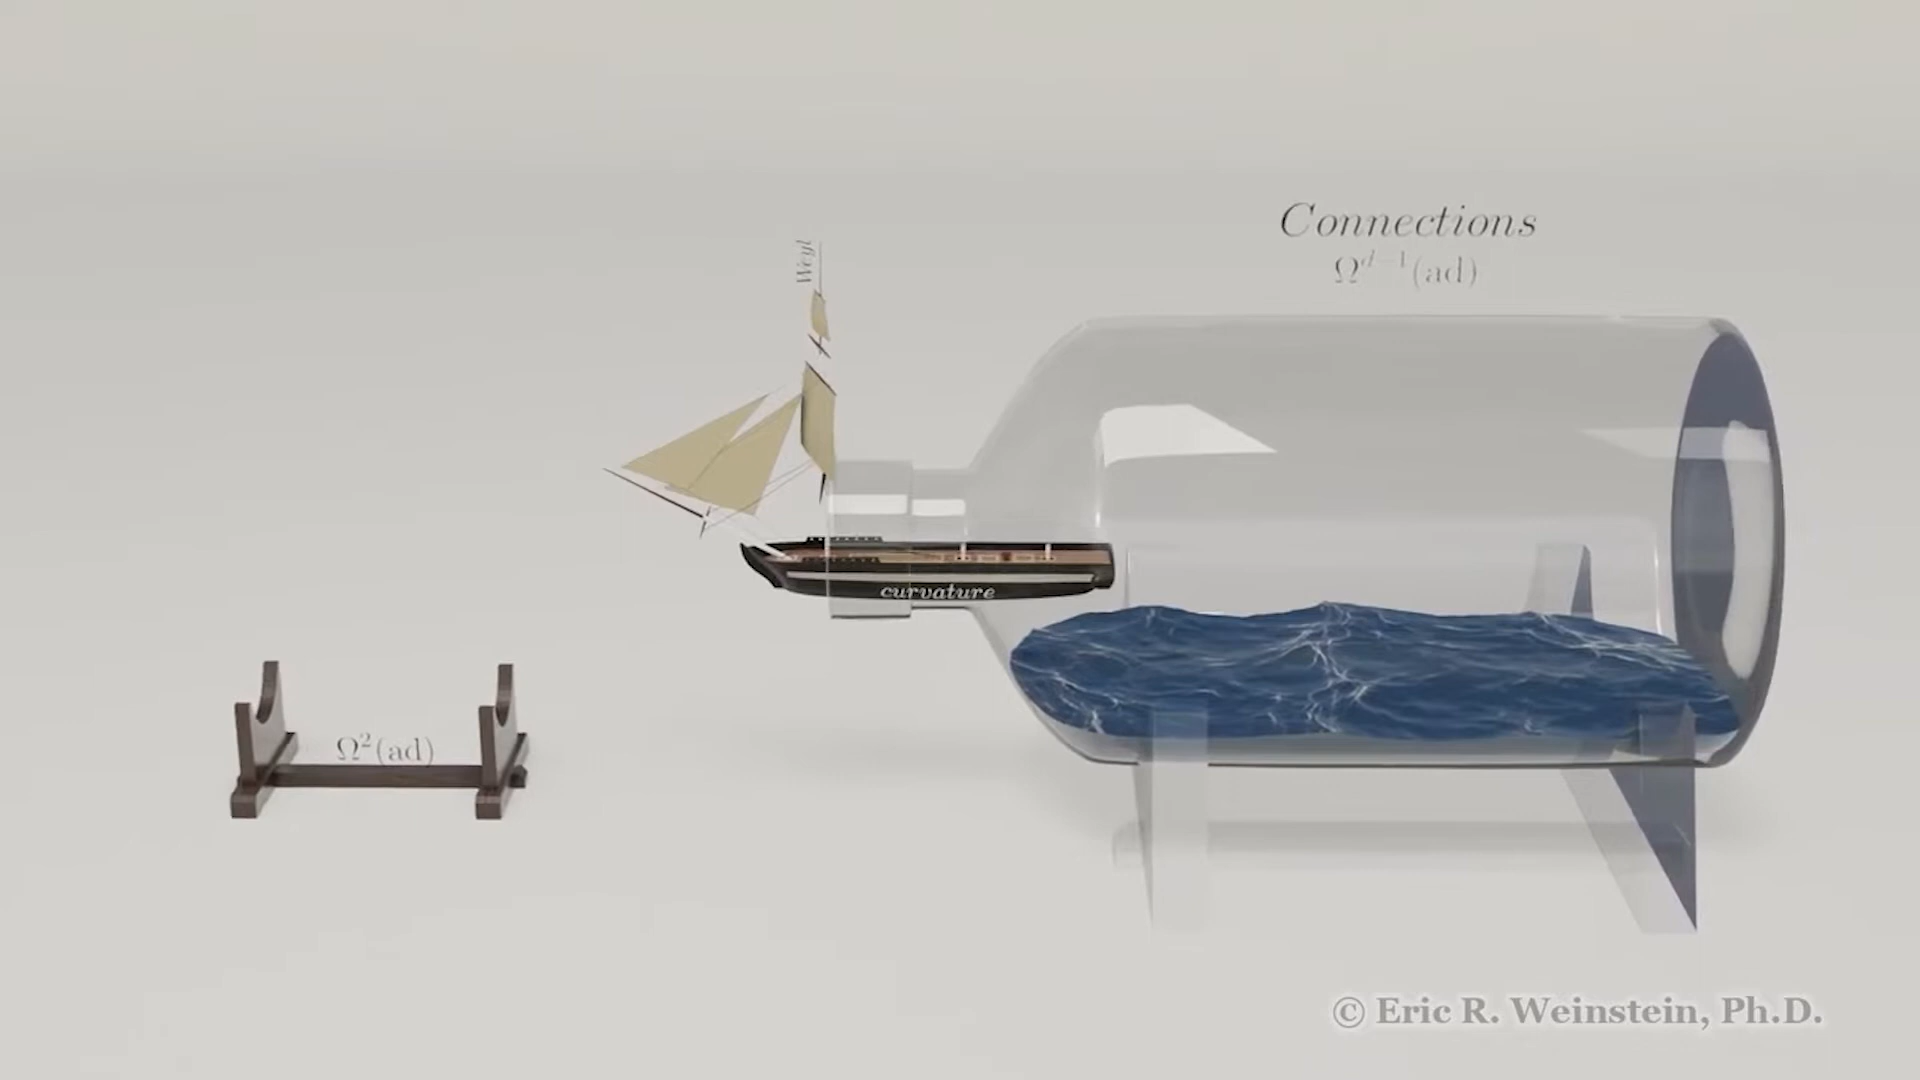 Weyl
Connections
Ω^{d-1}(ad)
curvature
Ω²(ad)
© Eric R. Weinstein, Ph.D.